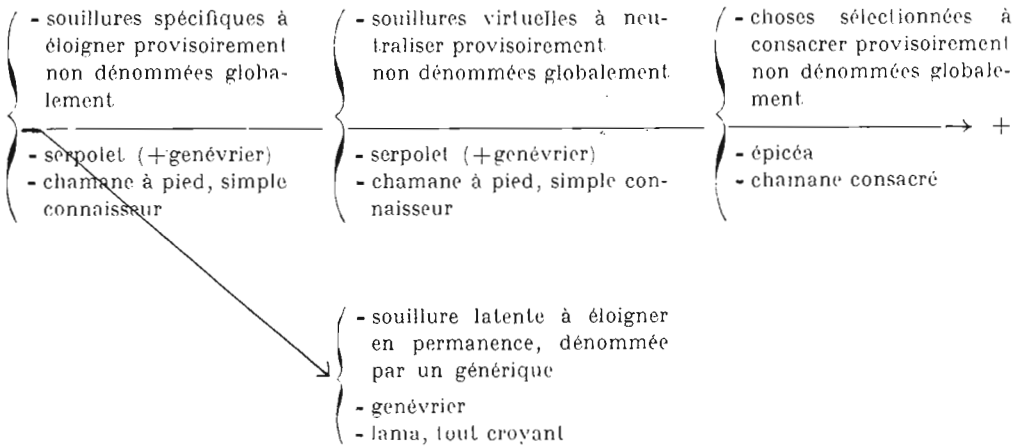 - souillures spécifiques à
éloigner provisoirement
non dénommées globa-
lement
- serpolet (+genévrier)
- chamane à pied, simple
connaisseur
- souillures virtuelles à neu-
traliser provisoirement
non dénommées globalement
- serpolet (+genévrier)
- chamane à pied, simple con-
naisseur
- choses sélectionnées à
consacrer provisoirement
non dénommées globale-
ment
+
- épicéa
- chamane consacré
- souillure latente à éloigner
en permanence, dénommée
par un générique
- genévrier
- lama, tout croyant